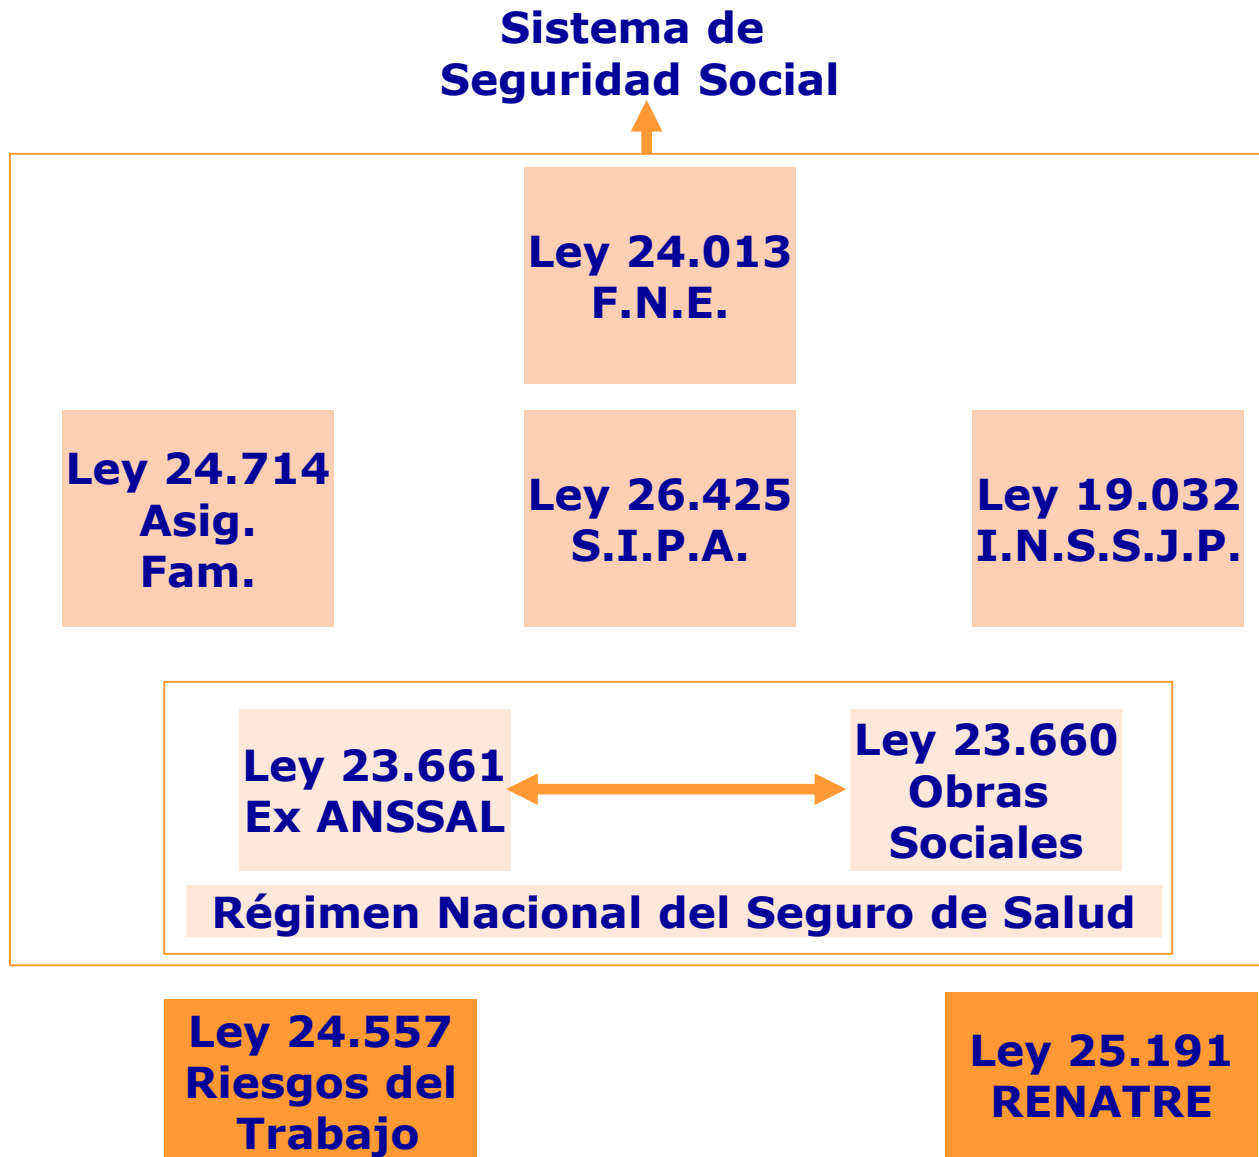 Sistema de
Seguridad Social
Ley 24.013
F.N.E.
Ley 24.714
Asig.
Fam.
Ley 26.425
S.I.P.A.
Ley 19.032
I.N.S.S.J.P.
Ley 23.661
Ex ANSSAL
Ley 23.660
Obras
Sociales
Régimen Nacional del Seguro de Salud
Ley 24.557
Riesgos del
Trabajo
Ley 25.191
RENATRE